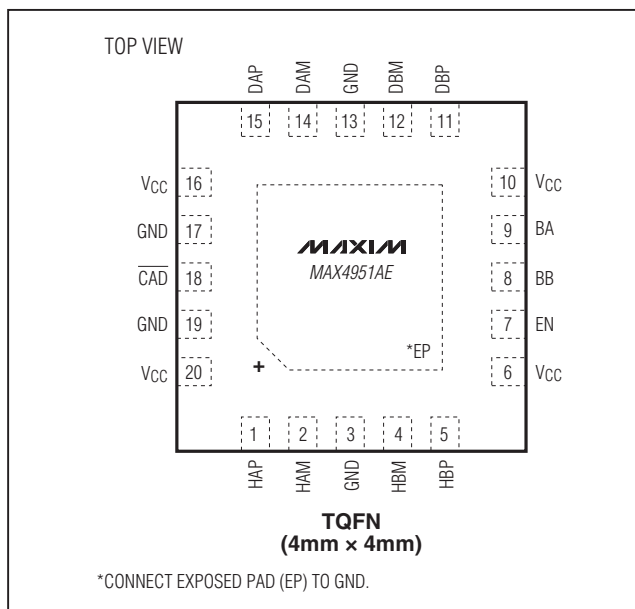 TOP VIEW
DAP
DAM
GND
DBM
DBP
15
14
13
12
11
VCC 16
10 VCC
GND 17
9 BA
MAXIM
MAX4951AE
CAD 18
8 BB
GND 19
7 EN
*EP
VCC 20
+
6 VCC
1
2
3
4
5
HAP
HAM
GND
HBM
HBP
TQFN
(4mm × 4mm)
*CONNECT EXPOSED PAD (EP) TO GND.